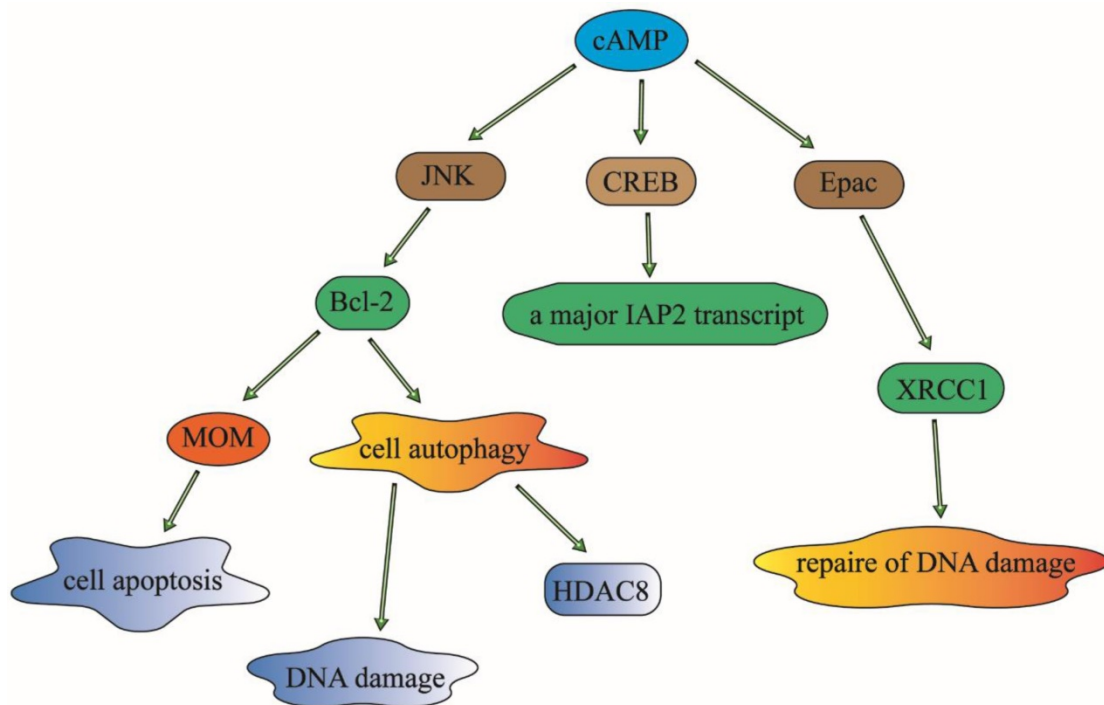 cAMP
JNK
CREB
Epac
Bcl-2
a major IAP2 transcript
XRCC1
MOM
cell autophagy
cell apoptosis
HDAC8
repaire of DNA damage
DNA damage